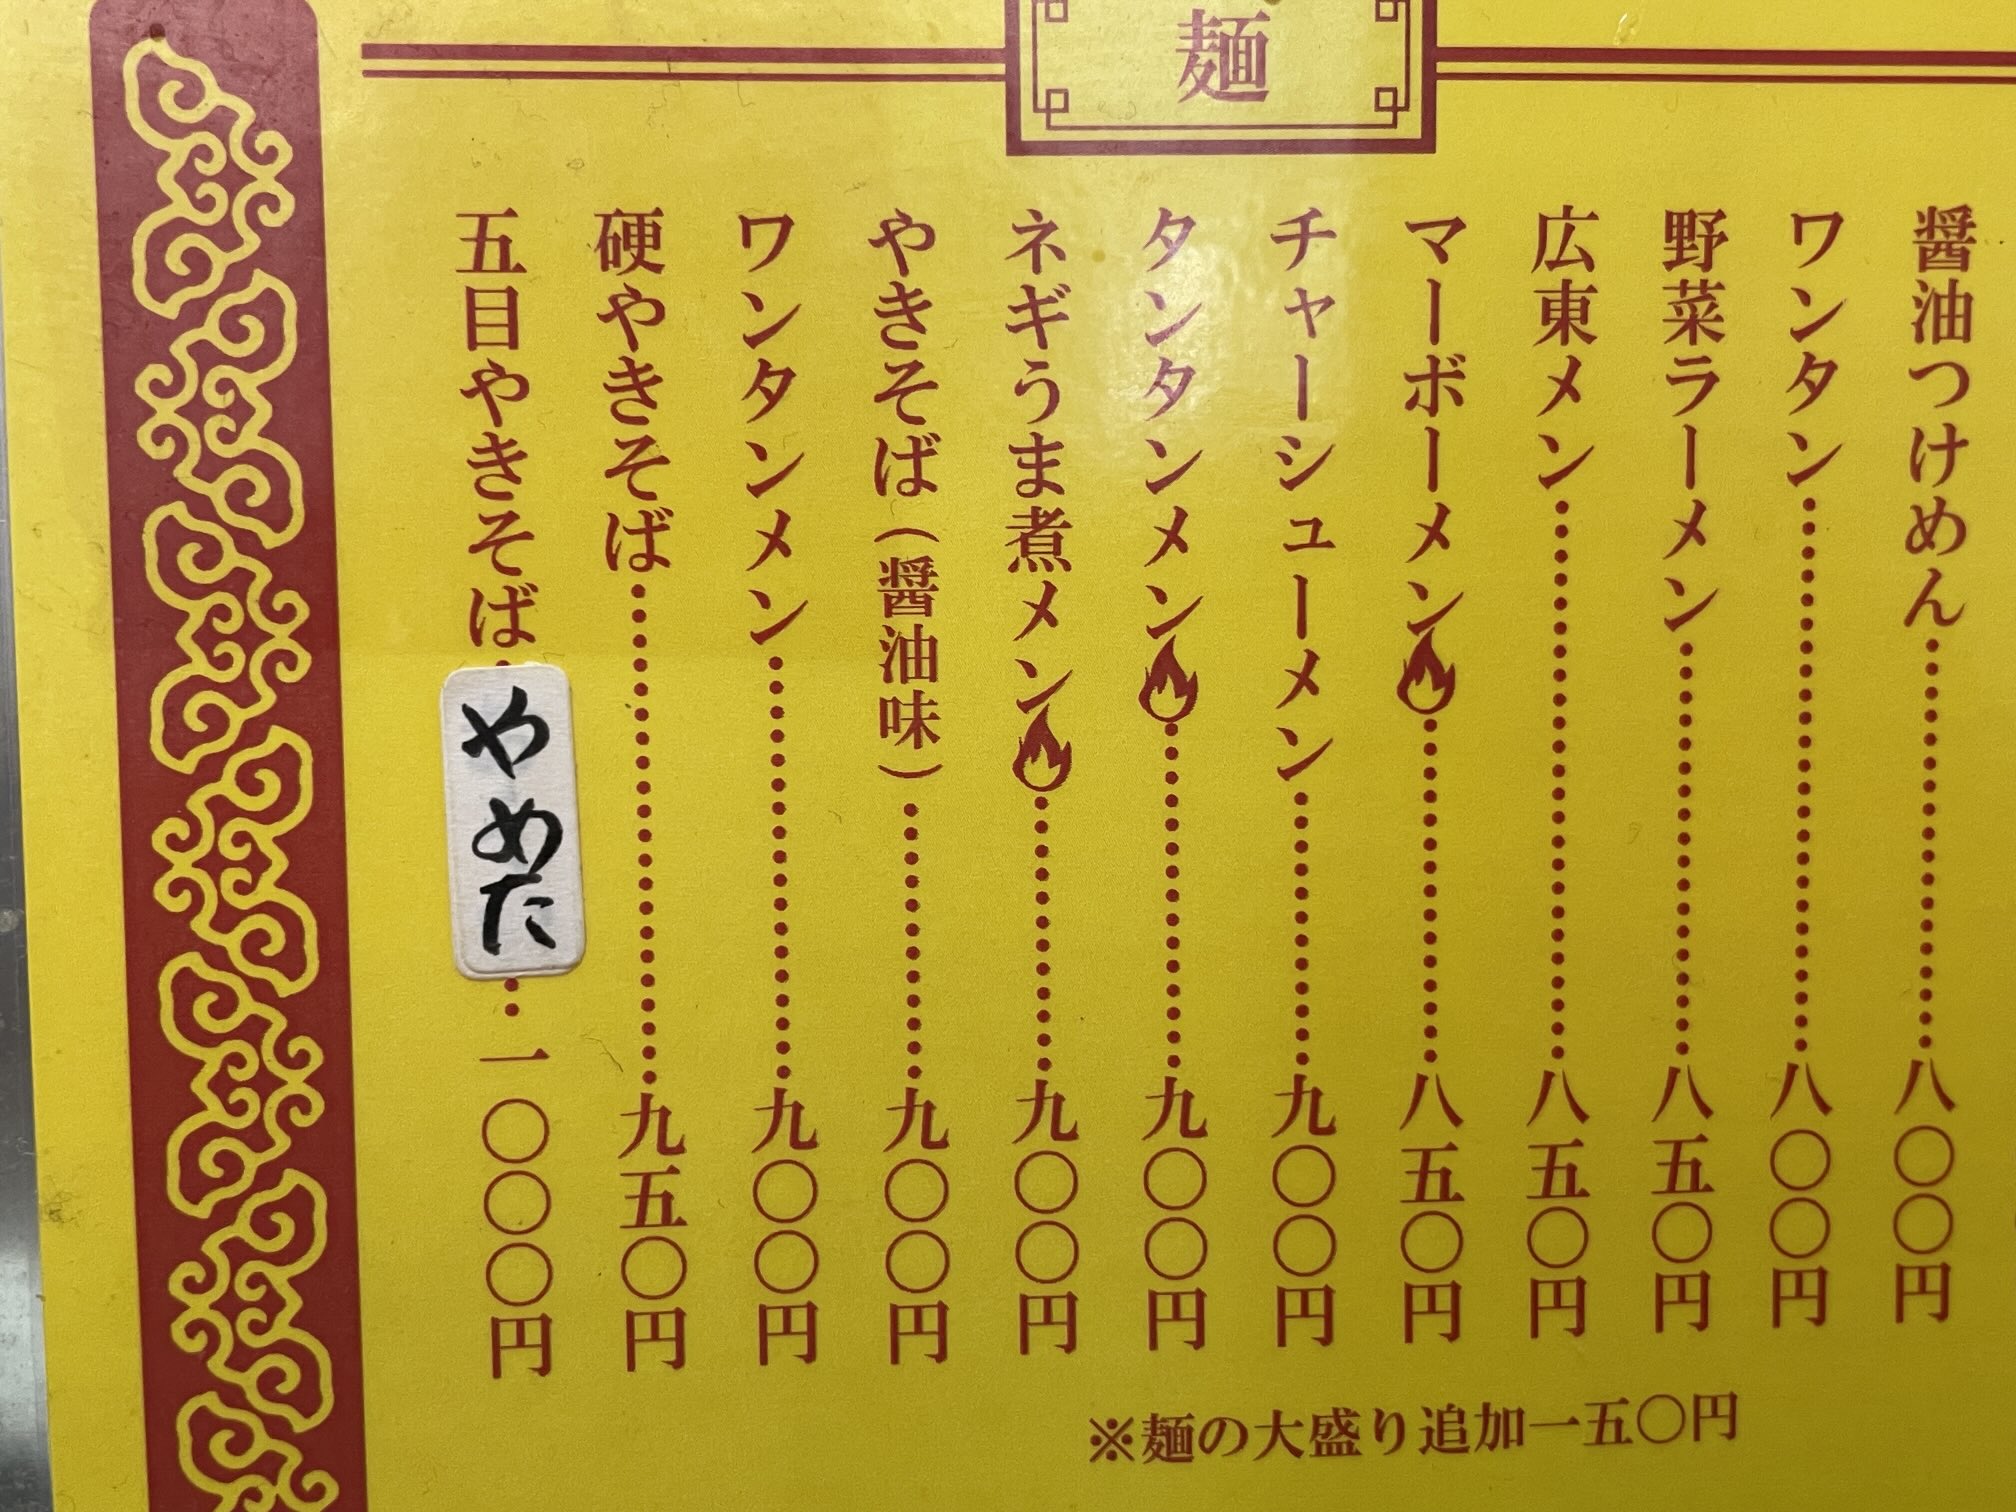 麺
醤油つけめん……………八〇〇円
ワンタン……………八〇〇円
野菜ラーメン……………八五〇円
広東メン……………八五〇円
マーボーメン……………八五〇円
チャーシューメン……………九〇〇円
タンタンメン……………九〇〇円
ネギうま煮メン……………九〇〇円
やきそば（醤油味）……………九〇〇円
ワンタンメン……………九〇〇円
硬やきそば……………九五〇円
五目やきそば…やめた…一〇〇〇円
※麺の大盛り追加一五〇円